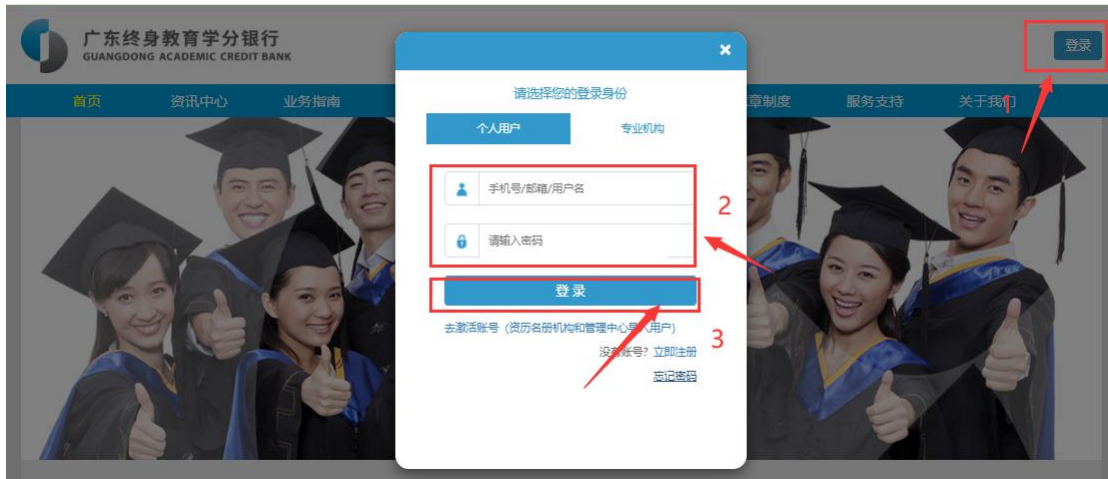 广东终身教育学分银行
GUANGDONG ACADEMIC CREDIT BANK
登录
首页 资讯中心 业务指南 章制度 服务支持 关于我们
1
×
请选择您的登录身份
个人用户 专业机构
手机号/邮箱/用户名
请输入密码
2
登录
去激活账号（资历名册机构和管理中心导入用户）
没有账号？立即注册
3
忘记密码